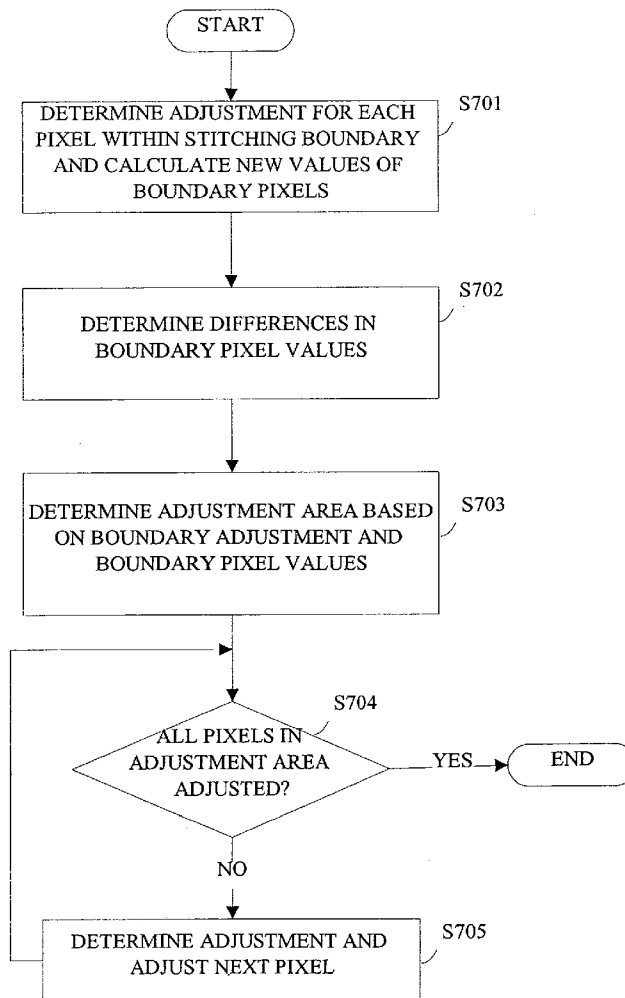 START
DETERMINE ADJUSTMENT FOR EACH
PIXEL WITHIN STITCHING BOUNDARY
AND CALCULATE NEW VALUES OF
BOUNDARY PIXELS
S701
DETERMINE DIFFERENCES IN
BOUNDARY PIXEL VALUES
S702
DETERMINE ADJUSTMENT AREA BASED
ON BOUNDARY ADJUSTMENT AND
BOUNDARY PIXEL VALUES
S703
ALL PIXELS IN
ADJUSTMENT AREA
ADJUSTED?
S704
YES
END
NO
DETERMINE ADJUSTMENT AND
ADJUST NEXT PIXEL
S705